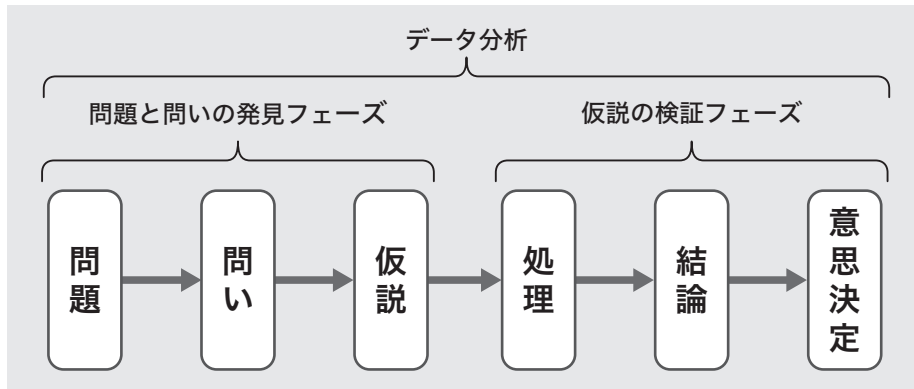 データ分析
問題と問いの発見フェーズ
仮説の検証フェーズ
問題
問い
仮説
処理
結論
意思決定